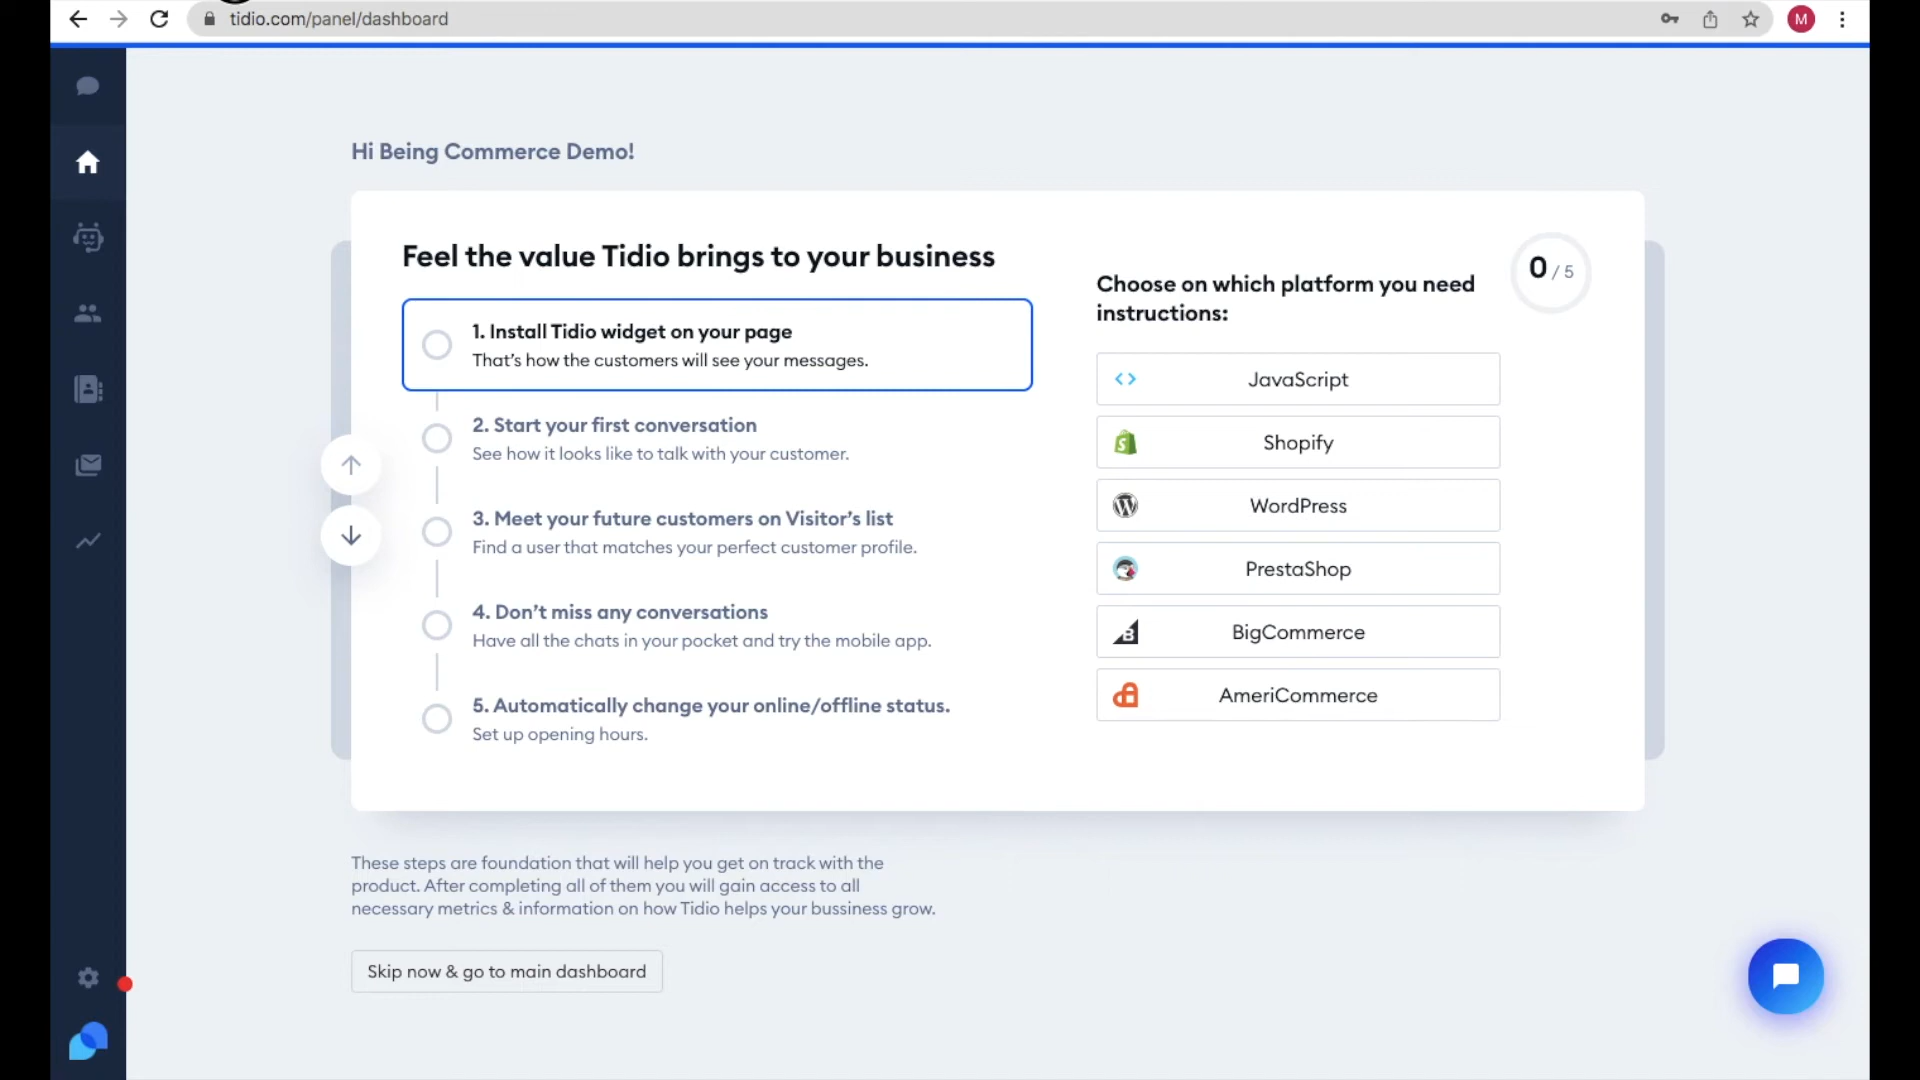 tidio.com/panel/dashboard
M
Hi Being Commerce Demo!
Feel the value Tidio brings to your business
1. Install Tidio widget on your page
That's how the customers will see your messages.
2. Start your first conversation
See how it looks like to talk with your customer.
3. Meet your future customers on Visitor's list
Find a user that matches your perfect customer profile.
4. Don't miss any conversations
Have all the chats in your pocket and try the mobile app.
5. Automatically change your online/offline status.
Set up opening hours.
Choose on which platform you need
instructions:
0 / 5
JavaScript
Shopify
WordPress
PrestaShop
BigCommerce
AmeriCommerce
These steps are foundation that will help you get on track with the
product. After completing all of them you will gain access to all
necessary metrics & information on how Tidio helps your bussiness grow.
Skip now & go to main dashboard